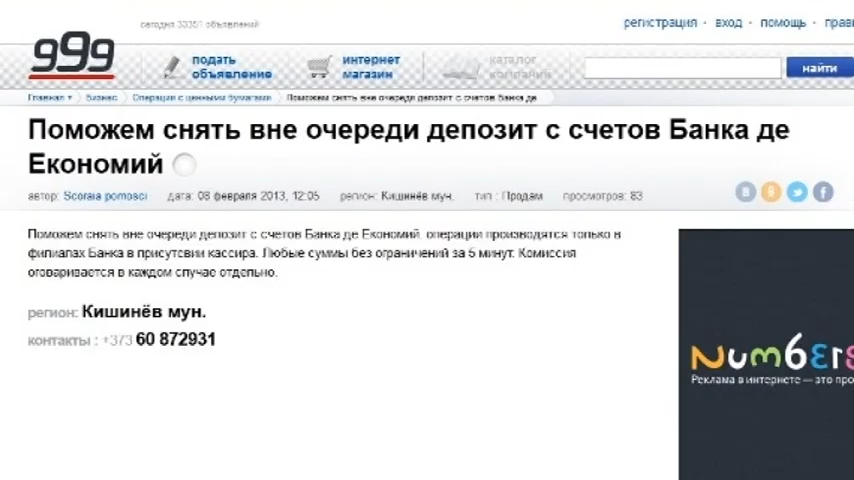 сегодня 33351 объявлений
регистрация · вход · помощь ·
999
подать объявление
интернет магазин
каталог компаний
найти
Главная
Бизнес
Операции с ценными бумагами
Поможем снять вне очереди депозит с счетов Банка де
Поможем снять вне очереди депозит с счетов Банка де
Економий
автор: Scoraia pomosci дата: 08 февраля 2013, 12:05 регион: Кишинёв мун. тип : Продам просмотров: 83
Поможем снять вне очереди депозит с счетов Банка де Економий, операции производятся только в
филиалах Банка в присутсвии кассира. Любые суммы без ограничений за 5 минут. Комиссия
оговаривается в каждом случае отдельно.
регион: Кишинёв мун.
контакты : +373 60 872931
Numbers
Реклама в интернете — это про